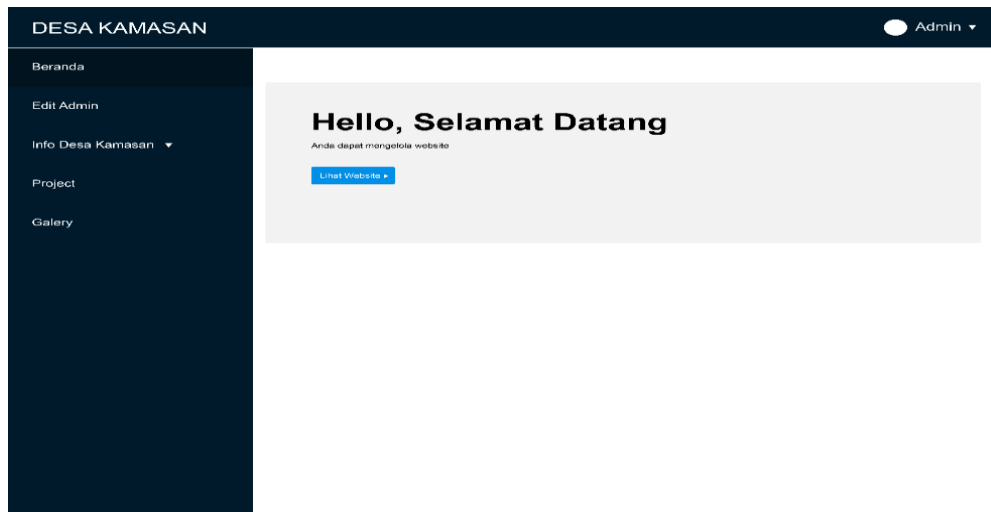 DESA KAMASAN
Admin
Beranda
Edit Admin
Info Desa Kamasan
Project
Galery
Hello, Selamat Datang
Anda dapat mengelola website
Lihat Website